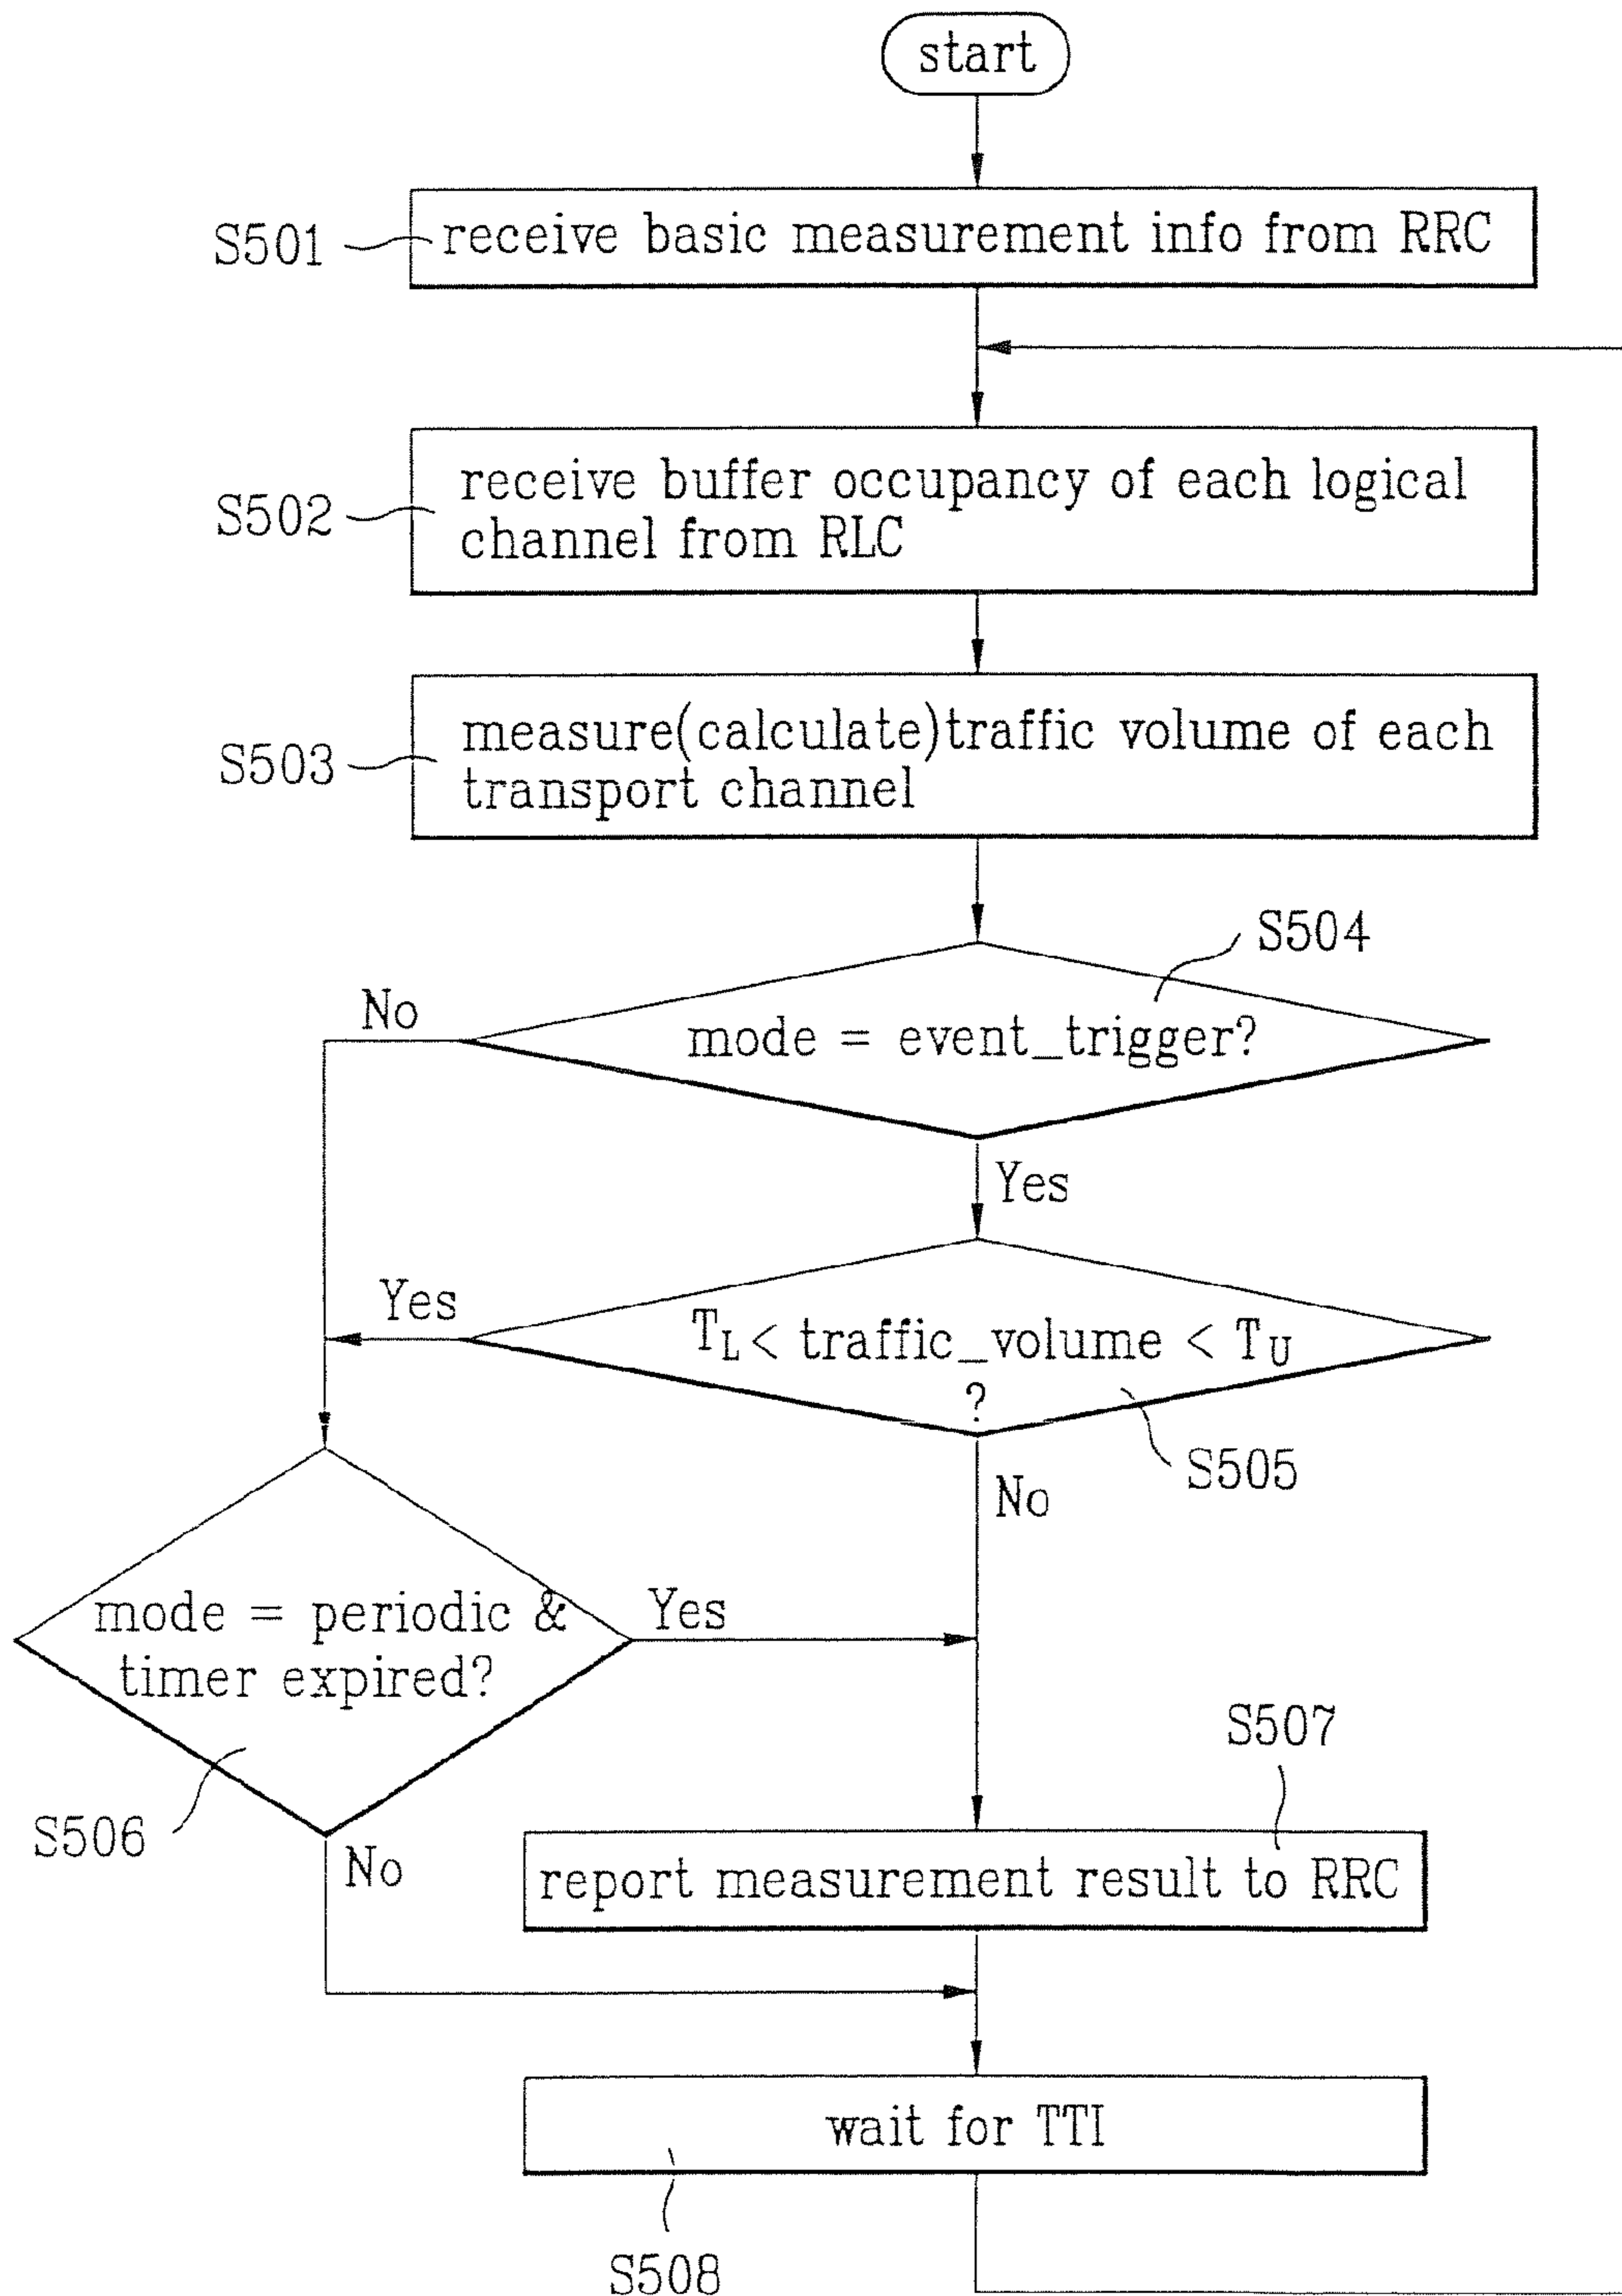 start
S501
receive basic measurement info from RRC
S502
receive buffer occupancy of each logical
channel from RLC
S503
measure(calculate)traffic volume of each
transport channel
S504
No
mode = event_trigger?
Yes
Yes
TL < traffic_volume < TU
?
S505
No
mode = periodic &
timer expired?
Yes
S506
No
S507
report measurement result to RRC
wait for TTI
S508